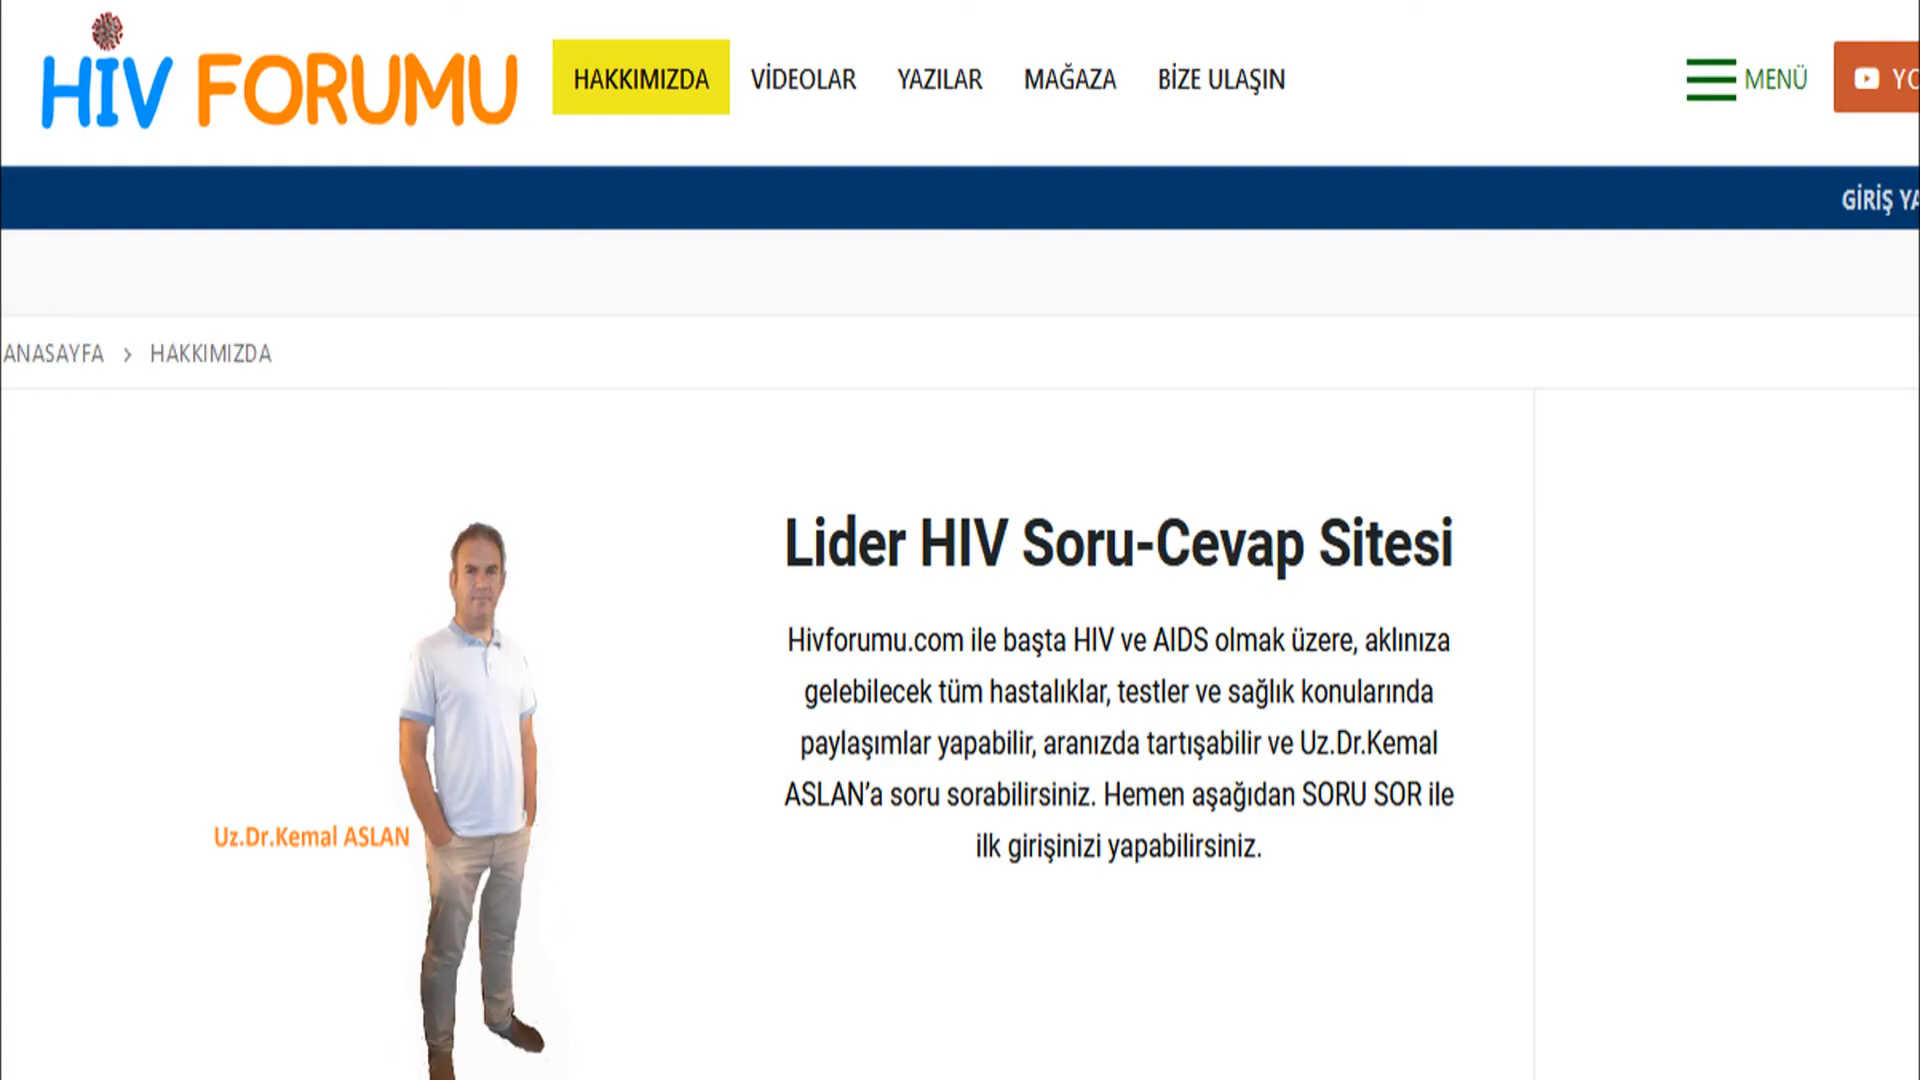 HIV FORUMU
HAKKIMIZDA
VİDEOLAR
YAZILAR
MAĞAZA
BİZE ULAŞIN
MENÜ
GİRİŞ
ANASAYFA > HAKKIMIZDA
Lider HIV Soru-Cevap Sitesi
Hivforumu.com ile başta HIV ve AIDS olmak üzere, aklınıza
gelebilecek tüm hastalıklar, testler ve sağlık konularında
paylaşımlar yapabilir, aranızda tartışabilir ve Uz.Dr.Kemal
ASLAN’a soru sorabilirsiniz. Hemen aşağıdan SORU SOR ile
ilk girişinizi yapabilirsiniz.
Uz.Dr.Kemal ASLAN